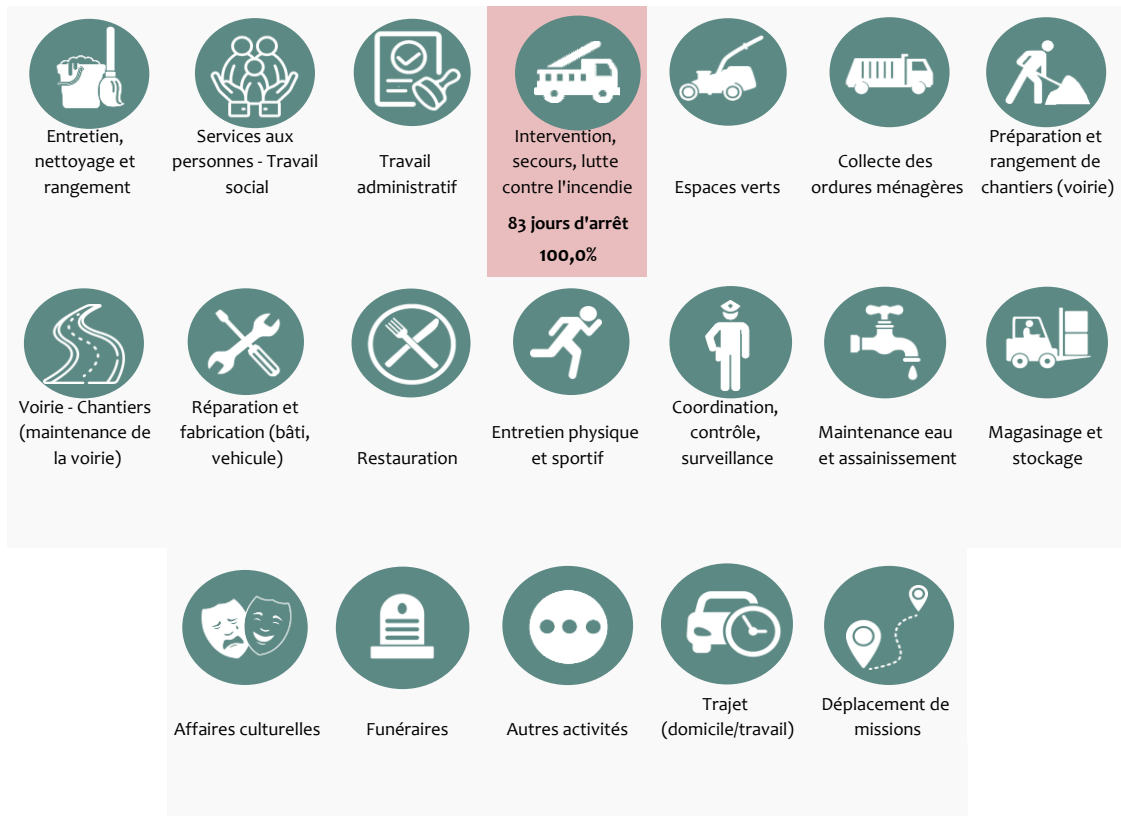 Entretien,
nettoyage et
rangement
Services aux
personnes - Travail
social
Travail
administratif
Intervention,
secours, lutte
contre l'incendie
83 jours d'arrêt
100,0%
Espaces verts
Collecte des
ordures ménagères
Préparation et
rangement de
chantiers (voirie)
Voirie - Chantiers
(maintenance de
la voirie)
Réparation et
fabrication (bâti,
vehicule)
Restauration
Entretien physique
et sportif
Coordination,
contrôle,
surveillance
Maintenance eau
et assainissement
Magasinage et
stockage
Affaires culturelles
Funéraires
Autres activités
Trajet
(domicile/travail)
Déplacement de
missions